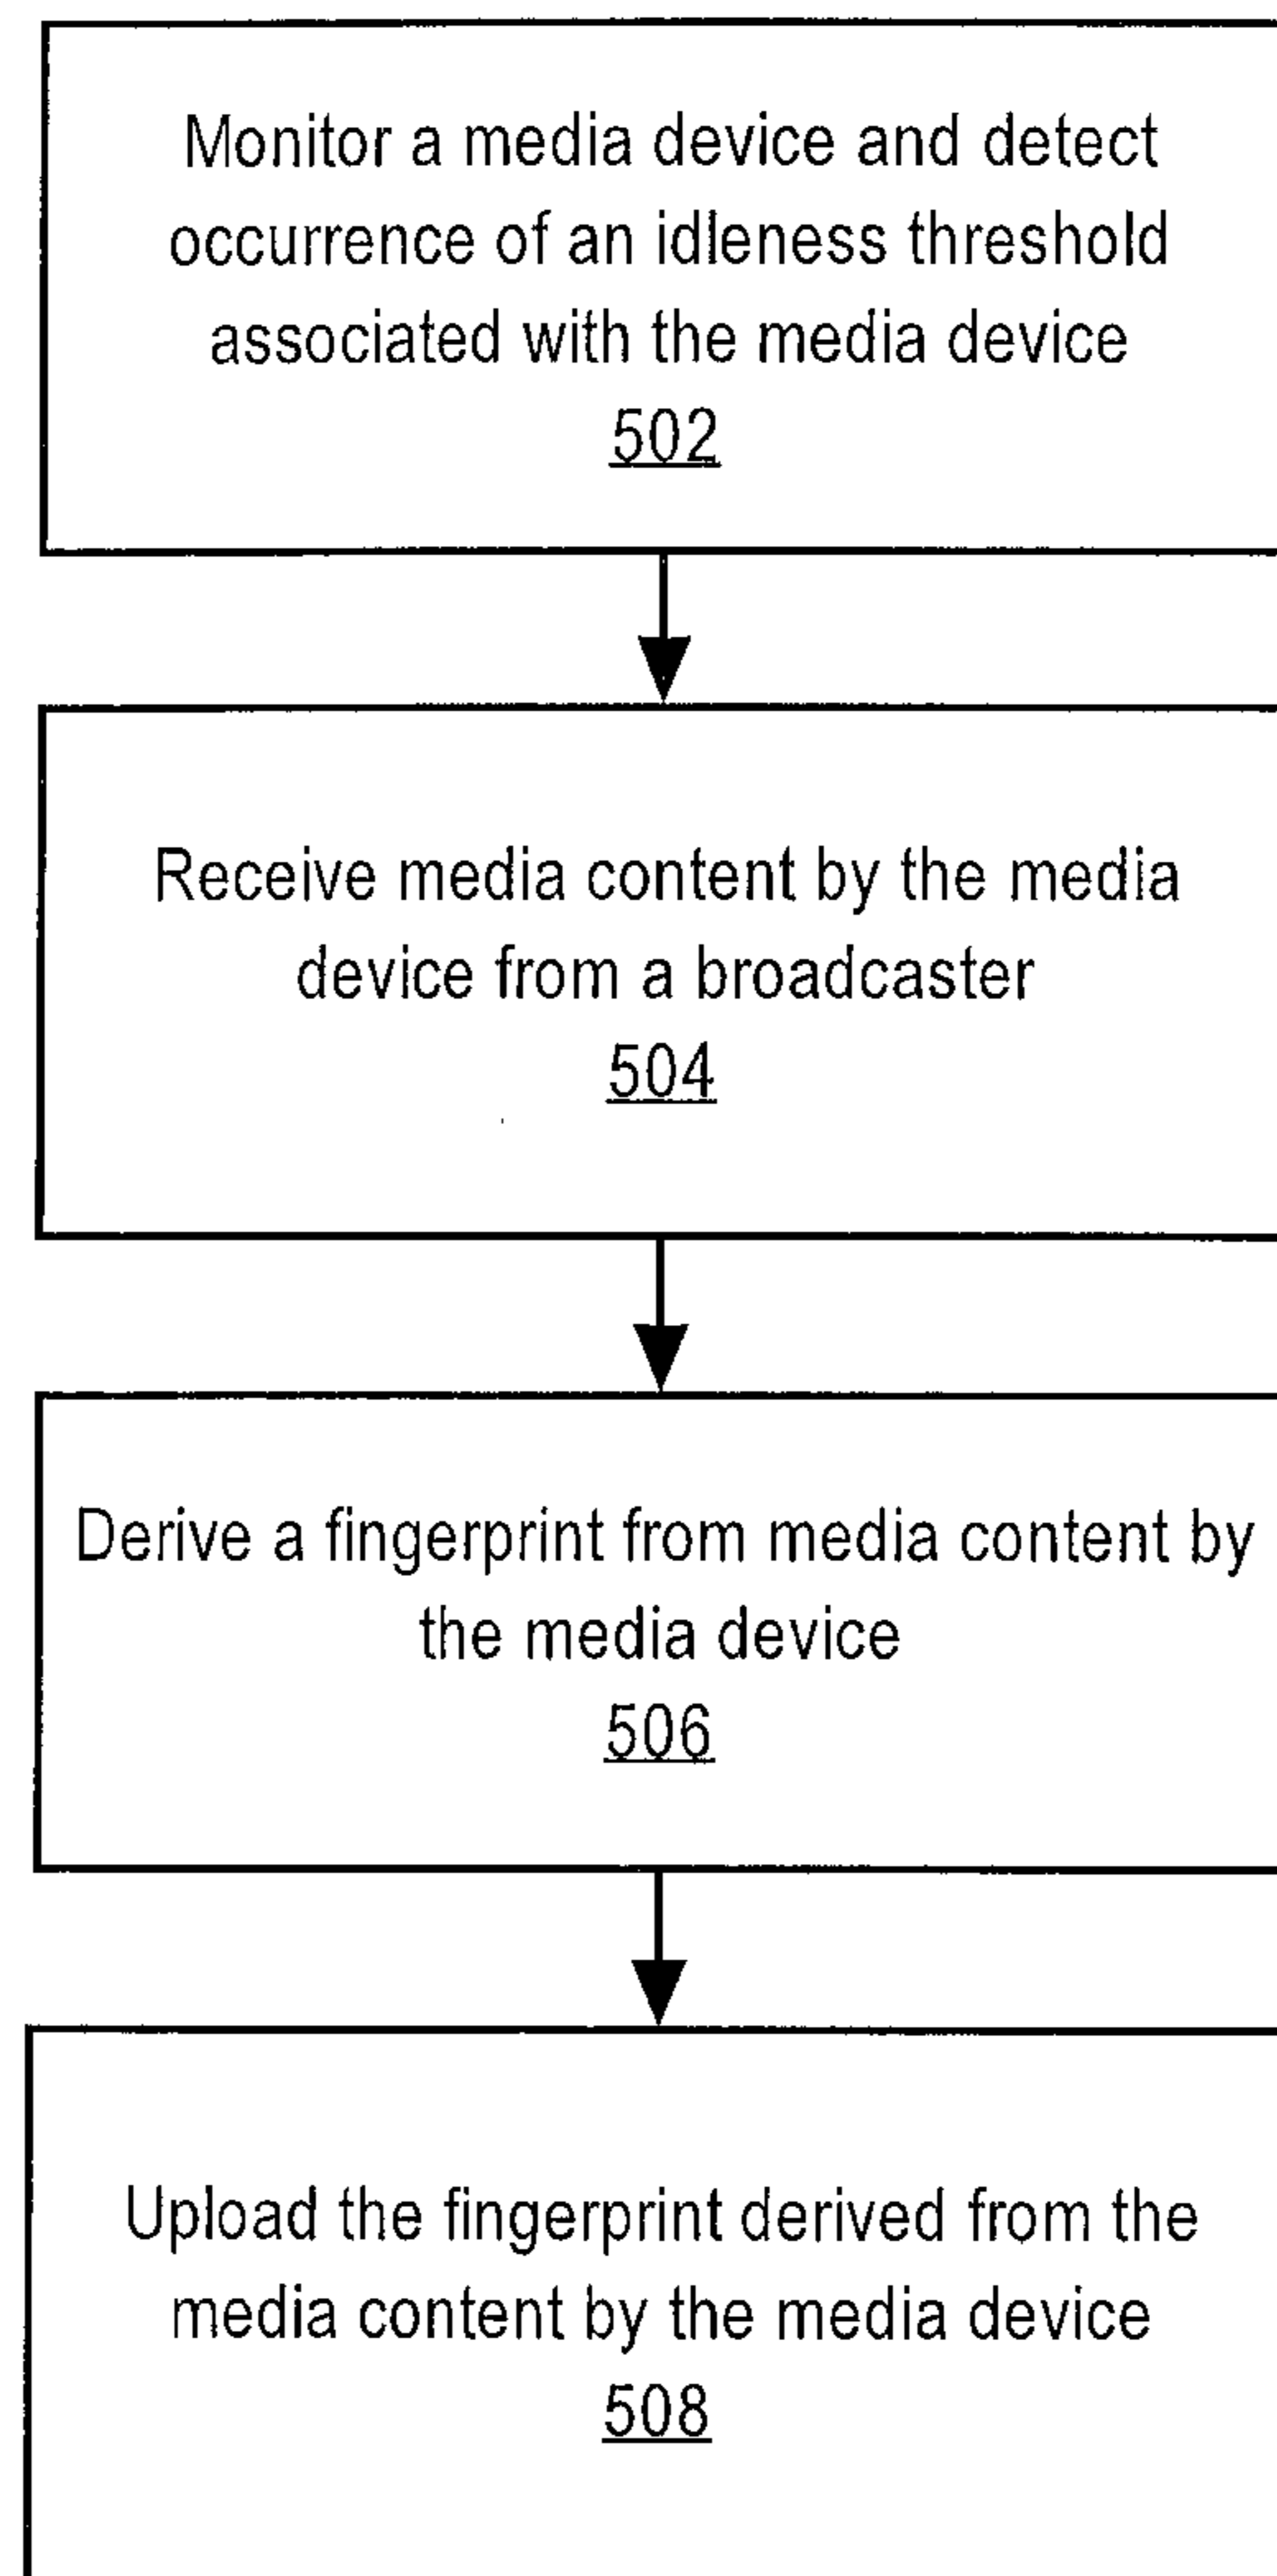 Monitor a media device and detect
occurrence of an idleness threshold
associated with the media device
502
Receive media content by the media
device from a broadcaster
504
Derive a fingerprint from media content by
the media device
506
Upload the fingerprint derived from the
media content by the media device
508